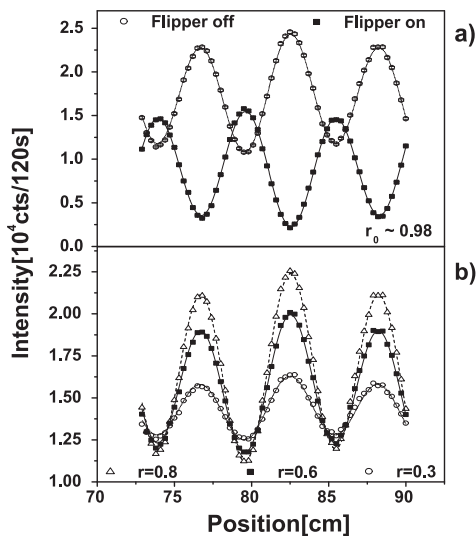 Flipper off Flipper on
a)
2.5
2.0
1.5
1.0
0.5
0.0
r0 ~ 0.98
Intensity[10⁴cts/120s]
b)
2.25
2.00
1.75
1.50
1.25
1.00
r=0.8 r=0.6 r=0.3
70 75 80 85 90
Position[cm]